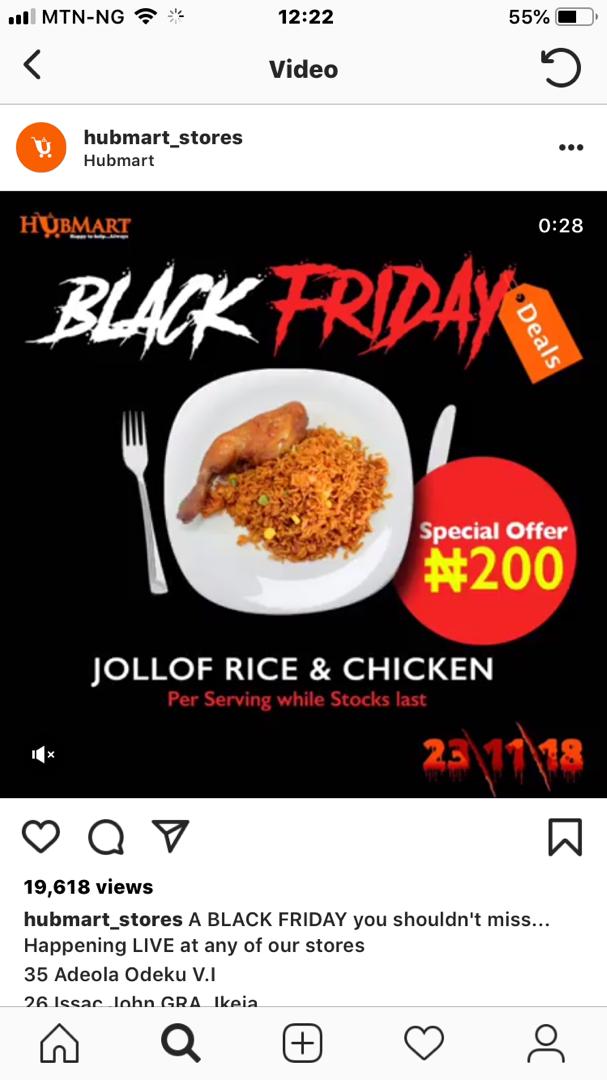 MTN-NG 12:22 55%
Video
hubmart_stores
Hubmart
HUBMART
Happy to help...Always
0:28
BLACK FRIDAY
Deals
Special Offer
₦200
JOLLOF RICE & CHICKEN
Per Serving while Stocks last
23\11\18
19,618 views
hubmart_stores A BLACK FRIDAY you shouldn't miss...
Happening LIVE at any of our stores
35 Adeola Odeku V.I
26 Issac John GRA, Ikeja